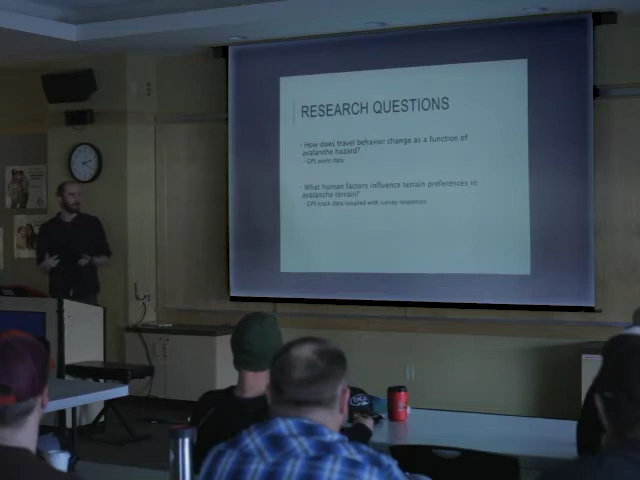 RESEARCH QUESTIONS
- How does travel behavior change as a function of
avalanche hazard?
- GPS point data
- What human factors influence terrain preferences in
avalanche terrain?
- GPS track data coupled with survey responses